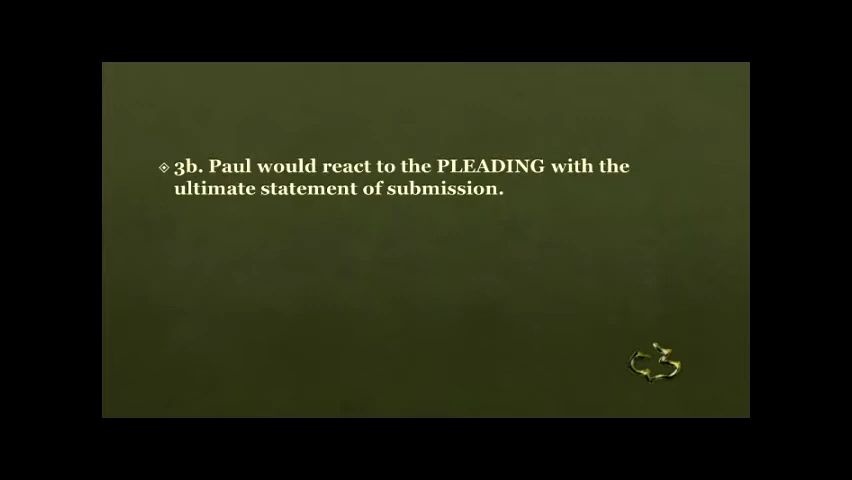 3b. Paul would react to the PLEADING with the
ultimate statement of submission.